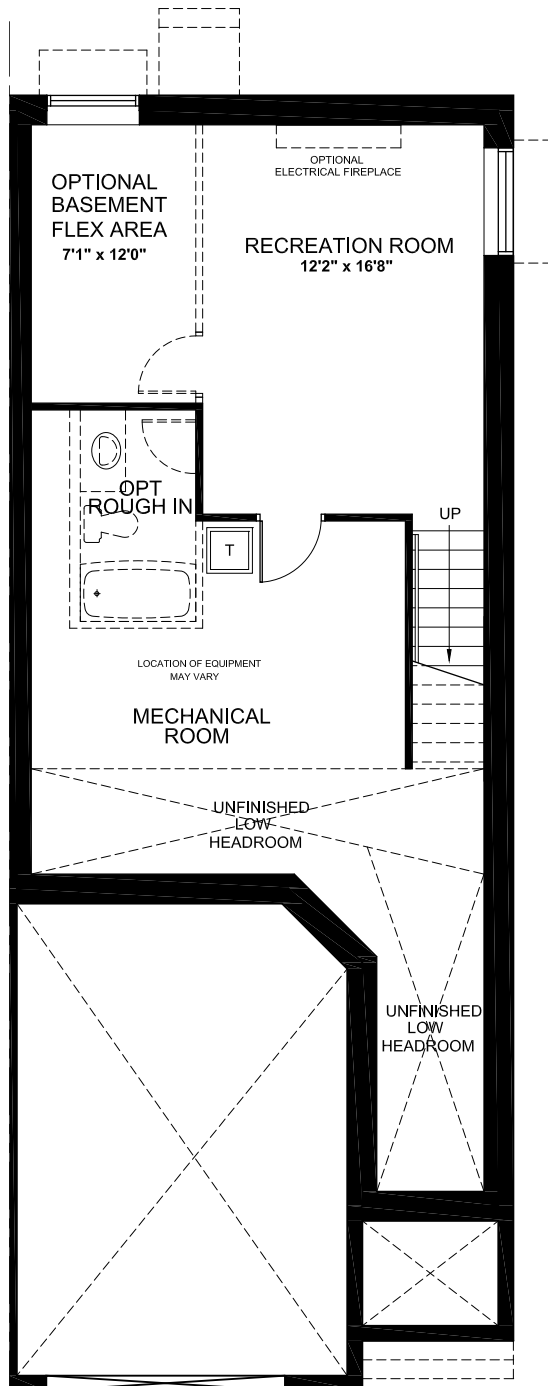 OPTIONAL
ELECTRICAL FIREPLACE
OPTIONAL
BASEMENT
FLEX AREA
7'1" x 12'0"
RECREATION ROOM
12'2" x 16'8"
OPT
ROUGH IN
UP
T
LOCATION OF EQUIPMENT
MAY VARY
MECHANICAL
ROOM
UNFINISHED
LOW
HEADROOM
UNFINISHED
LOW
HEADROOM